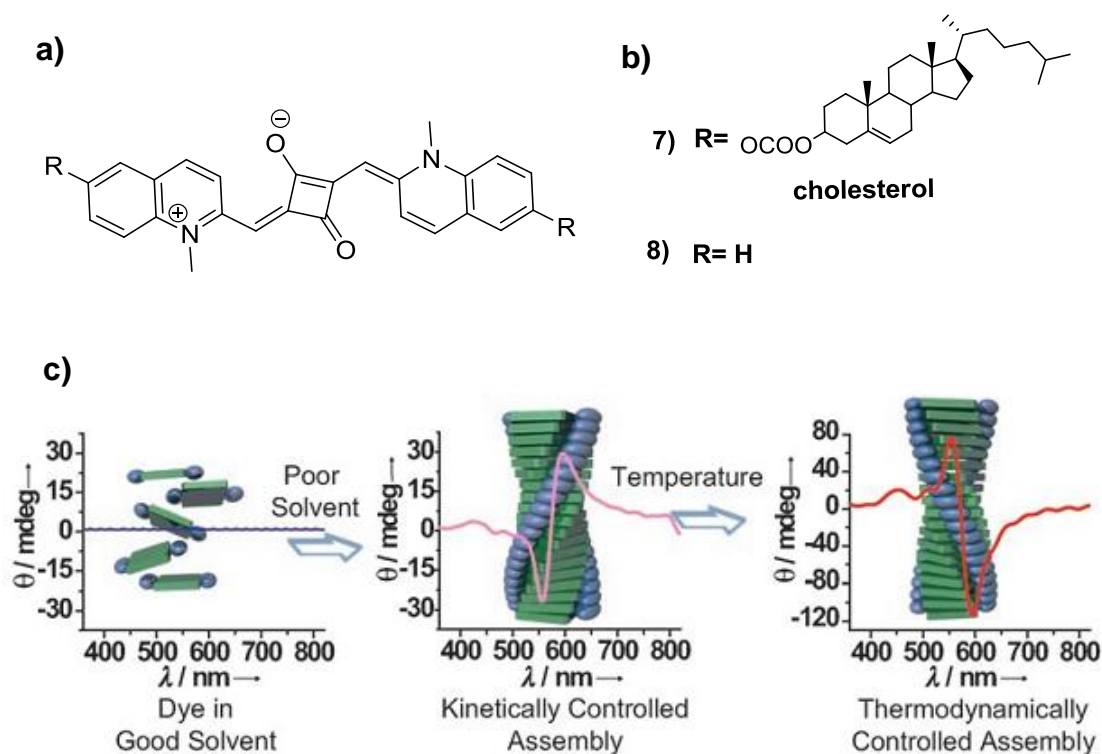 a)
R
O
−
O
+
N
N
R
b)
7) R= OCOO
cholesterol
8) R= H
c)
θ / mdeg→
30
15
0
-15
-30
400 500 600 700 800
λ / nm→
Dye in
Good Solvent
Poor
Solvent
θ / mdeg→
30
15
0
-15
-30
400 500 600 700 800
λ / nm→
Kinetically Controlled
Assembly
Temperature
θ / mdeg→
80
40
0
-40
-80
-120
400 500 600 700 800
λ / nm→
Thermodynamically
Controlled Assembly